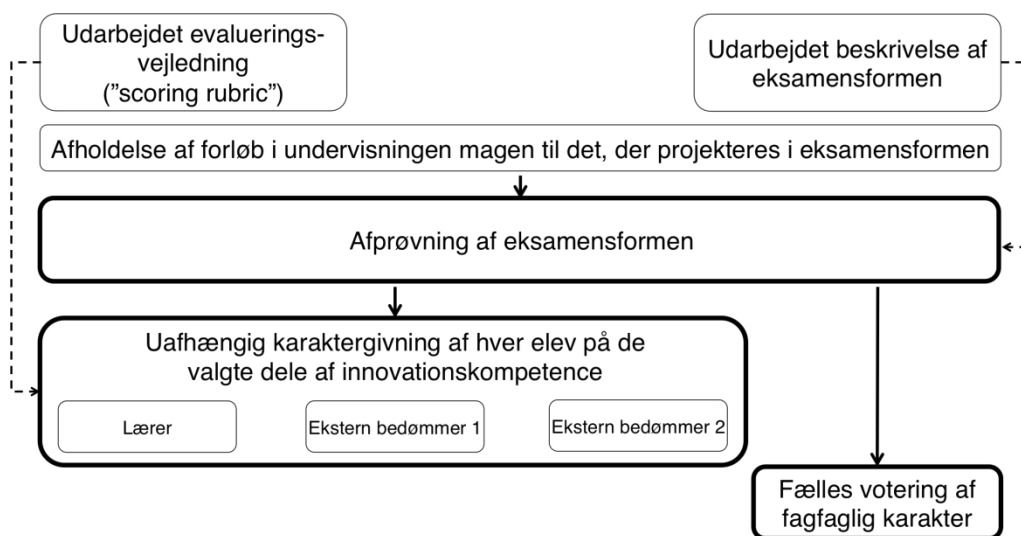 Udarbejdet evaluerings-
vejledning
("scoring rubric")
Udarbejdet beskrivelse af
eksamensformen
Afholdelse af forløb i undervisningen magen til det, der projekteres i eksamensformen
Afprøvning af eksamensformen
Uafhængig karaktergivning af hver elev på de
valgte dele af innovationskompetence
Lærer
Ekstern bedømmer 1
Ekstern bedømmer 2
Fælles votering af
fagfaglig karakter